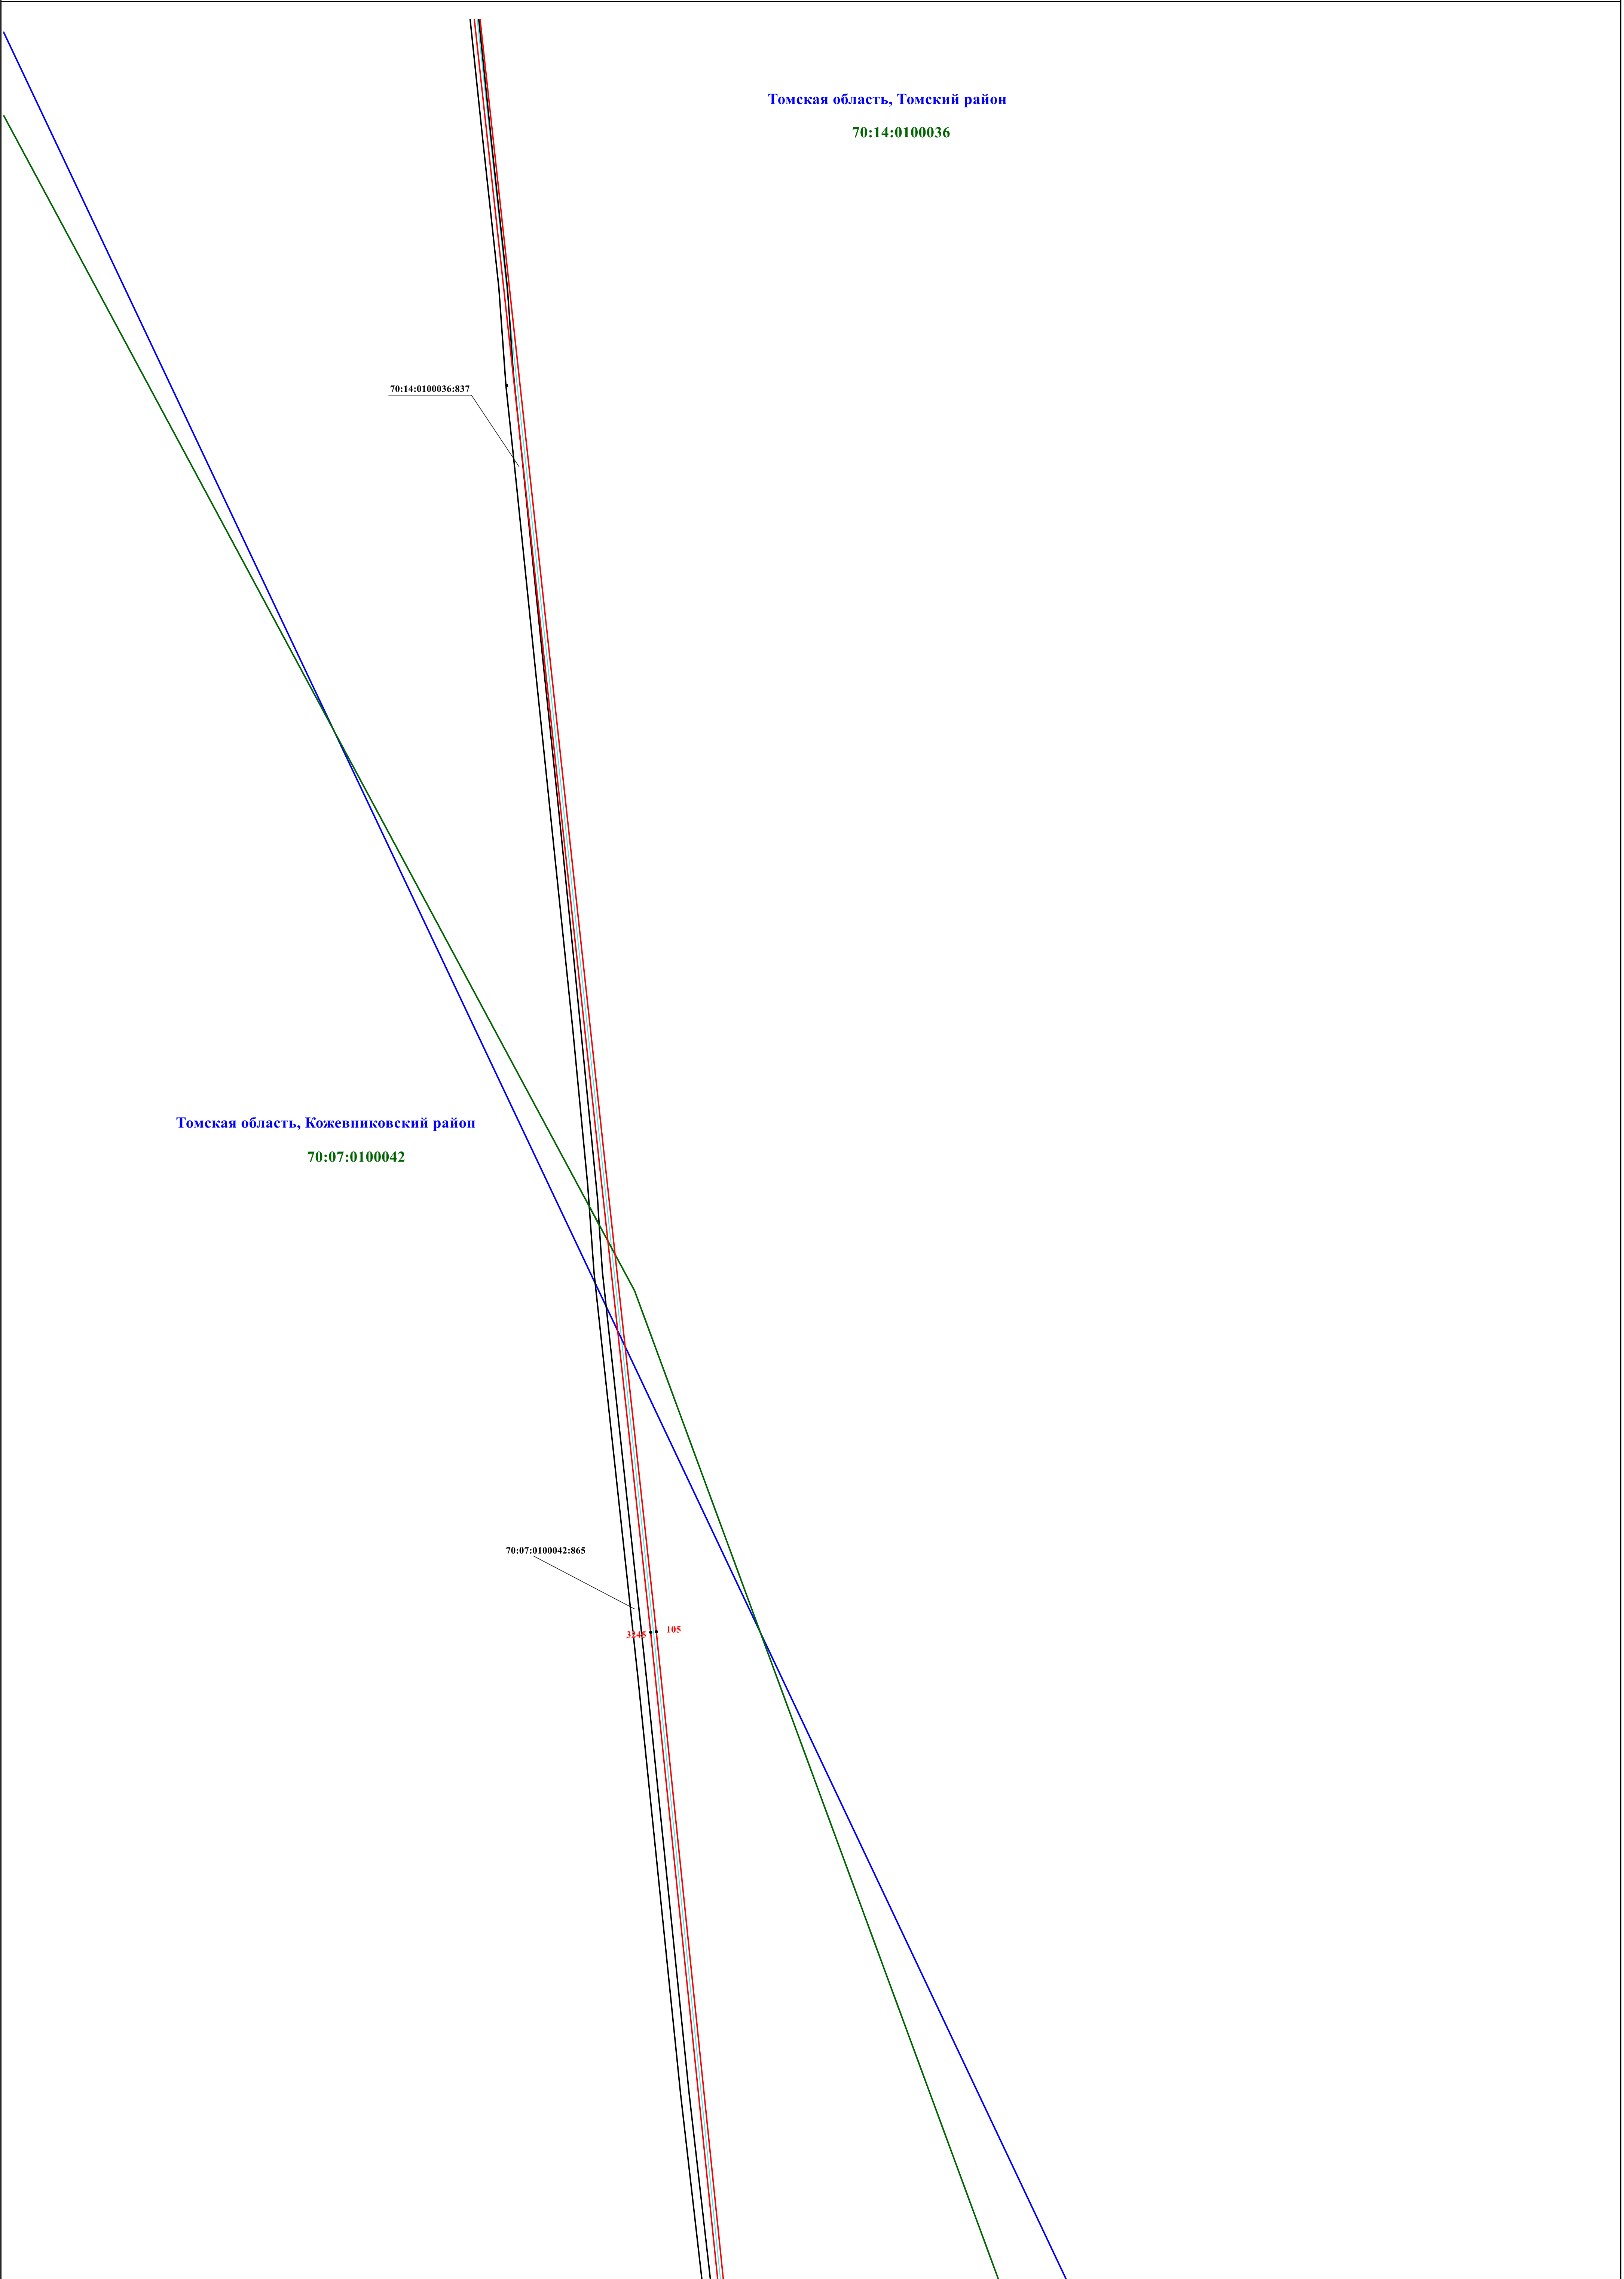 Томская область, Томский район
70:14:0100036
70:14:0100036:837
Томская область, Кожевниковский район
70:07:0100042
70:07:0100042:865
105